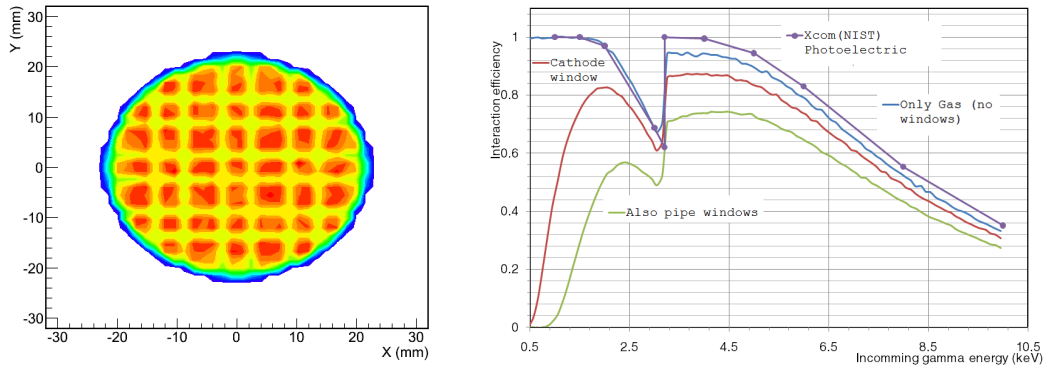 Y (mm)
30
20
10
0
-10
-20
-30
-30
-20
-10
0
10
20
30
X (mm)
Interaction efficiency
1
0.8
0.6
0.4
0.2
0
0.5
2.5
4.5
6.5
8.5
10.5
Incomming gamma energy (keV)
Cathode
window
Xcom(NIST)
Photoelectric
Only Gas (no
windows)
Also pipe windows